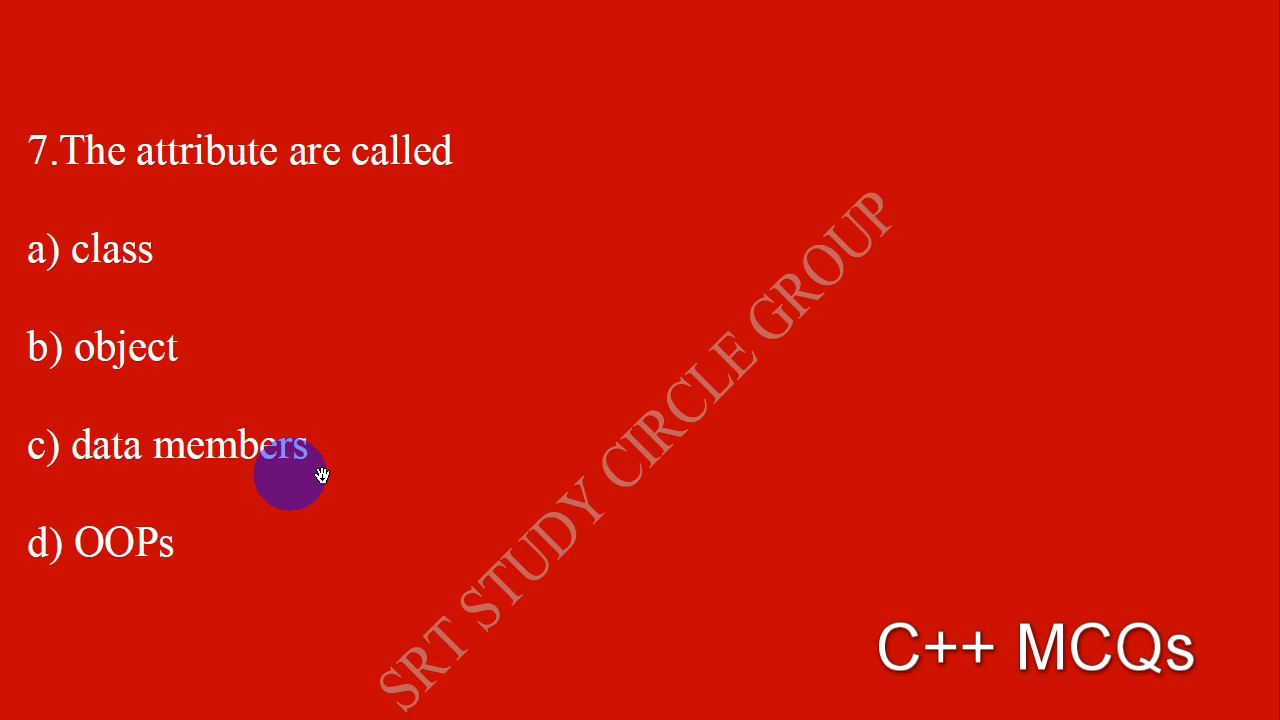 7.The attribute are called
a) class
b) object
c) data members
d) OOPs
SRT STUDY CIRCLE GROUP
C++ MCQs